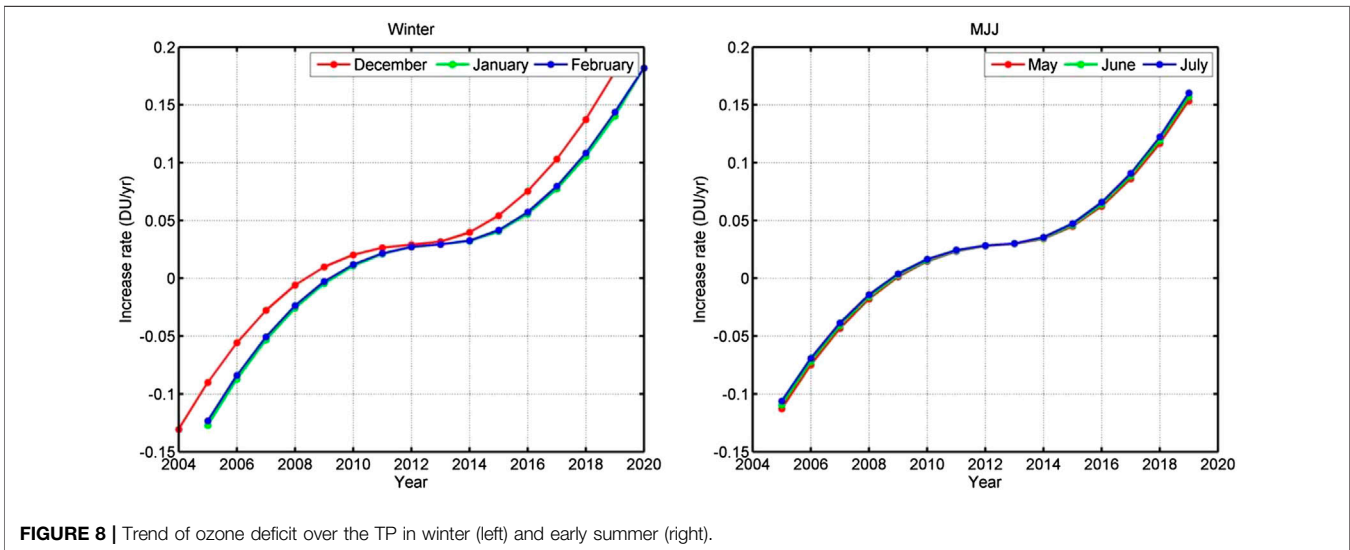 Winter
December January February
Increase rate (DU/yr)
0.2
0.15
0.1
0.05
0
-0.05
-0.1
-0.15
2004 2006 2008 2010 2012 2014 2016 2018 2020
Year
MJJ
May June July
Increase rate (DU/yr)
0.2
0.15
0.1
0.05
0
-0.05
-0.1
-0.15
2004 2006 2008 2010 2012 2014 2016 2018 2020
Year
FIGURE 8 | Trend of ozone deficit over the TP in winter (left) and early summer (right).